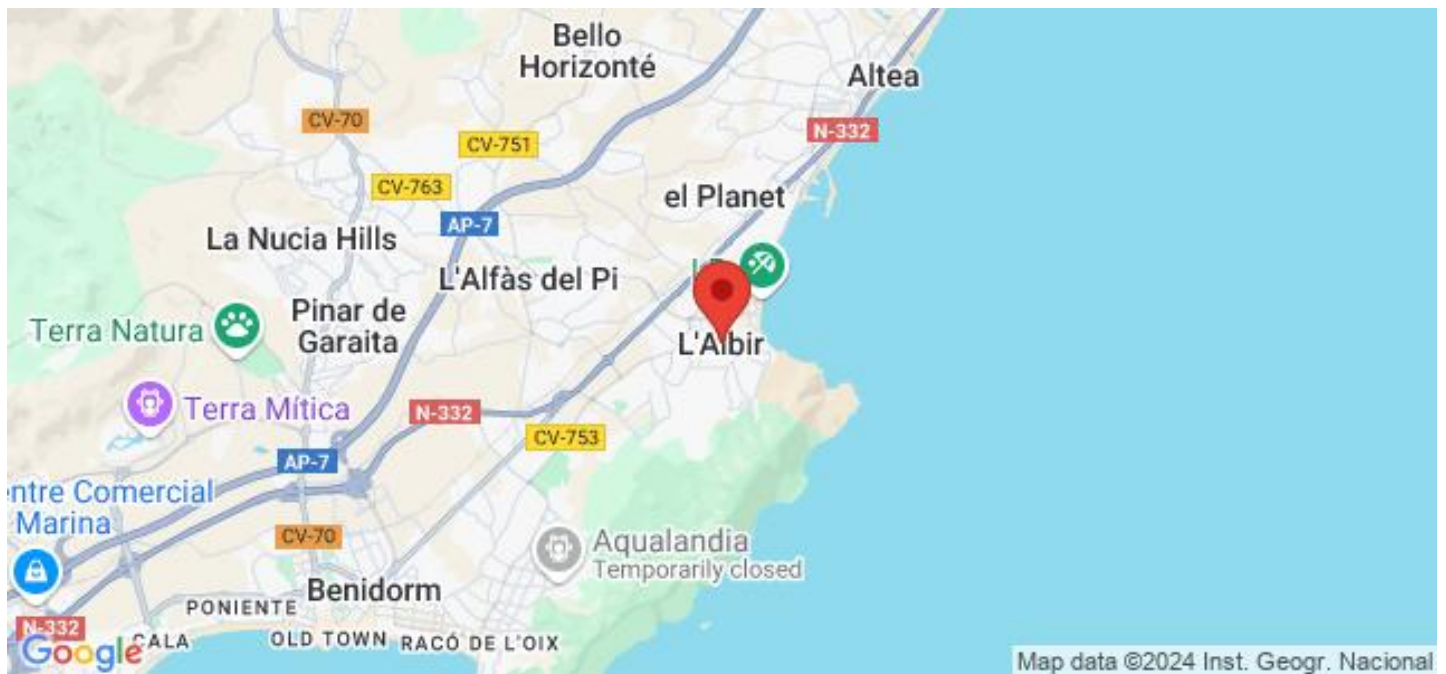 Bello
Horizonté
Altea
CV-70
N-332
CV-751
CV-763
el Planet
AP-7
La Nucia Hills
L'Alfàs del Pi
Pinar de
Garaita
Terra Natura
L'Albir
Terra Mítica
N-332
CV-753
AP-7
entre Comercial
Marina
CV-70
Aqualandia
Temporarily closed
Benidorm
PONIENTE
N-332
CALA
OLD TOWN
RACÓ DE L'OIX
Google
Map data ©2024 Inst. Geogr. Nacional